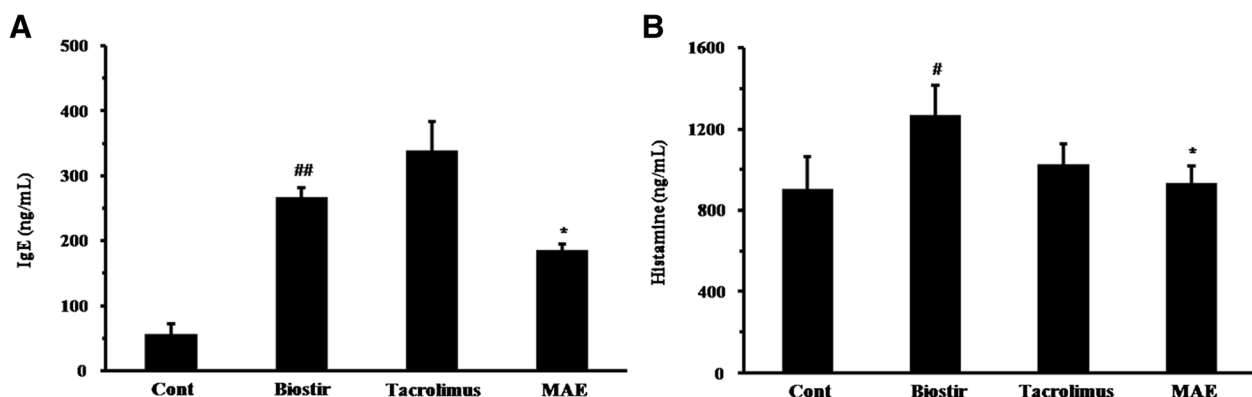 A
IgE (ng/mL)
500
400
300
200
100
0
##
*
Cont Biostir Tacrolimus MAE
B
Histamine (ng/mL)
1600
1200
800
400
0
#
*
Cont Biostir Tacrolimus MAE